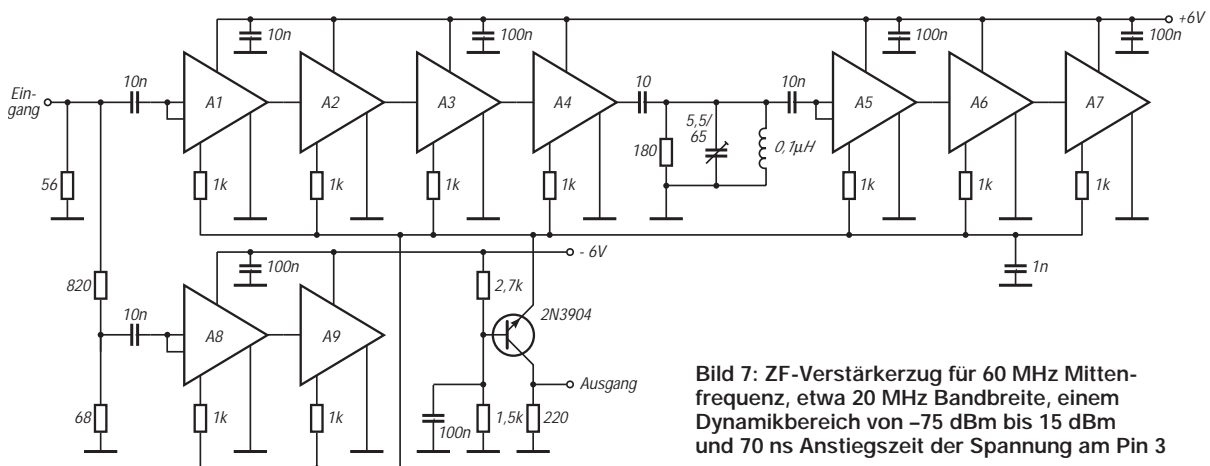 10n
100n
100n
100n
+6V
Ein-
gang
10n
A1
A2
A3
A4
10
10n
A5
A6
A7
56
1k
1k
1k
1k
180
5,5/
65
0,1µH
1k
1k
1k
820
100n
- 6V
2,7k
1n
10n
A8
A9
2N3904
68
1k
1k
100n
1,5k
220
Ausgang
Bild 7: ZF-Verstärkerzug für 60 MHz Mitten-
frequenz, etwa 20 MHz Bandbreite, einem
Dynamikbereich von –75 dBm bis 15 dBm
und 70 ns Anstiegszeit der Spannung am Pin 3